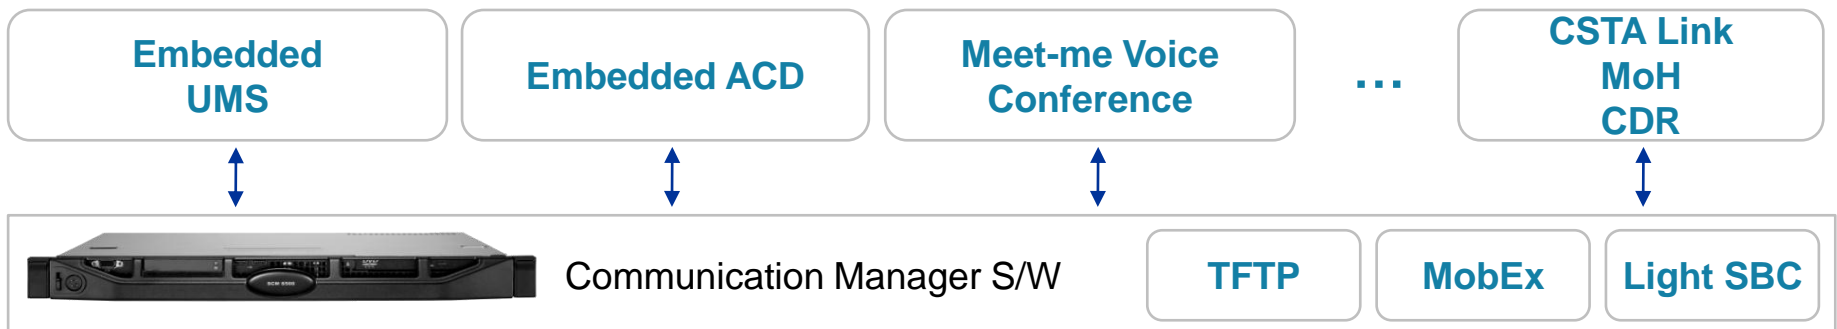 Embedded
UMS
Embedded ACD
Meet-me Voice
Conference
...
CSTA Link
MoH
CDR
Communication Manager S/W
TFTP
MobEx
Light SBC